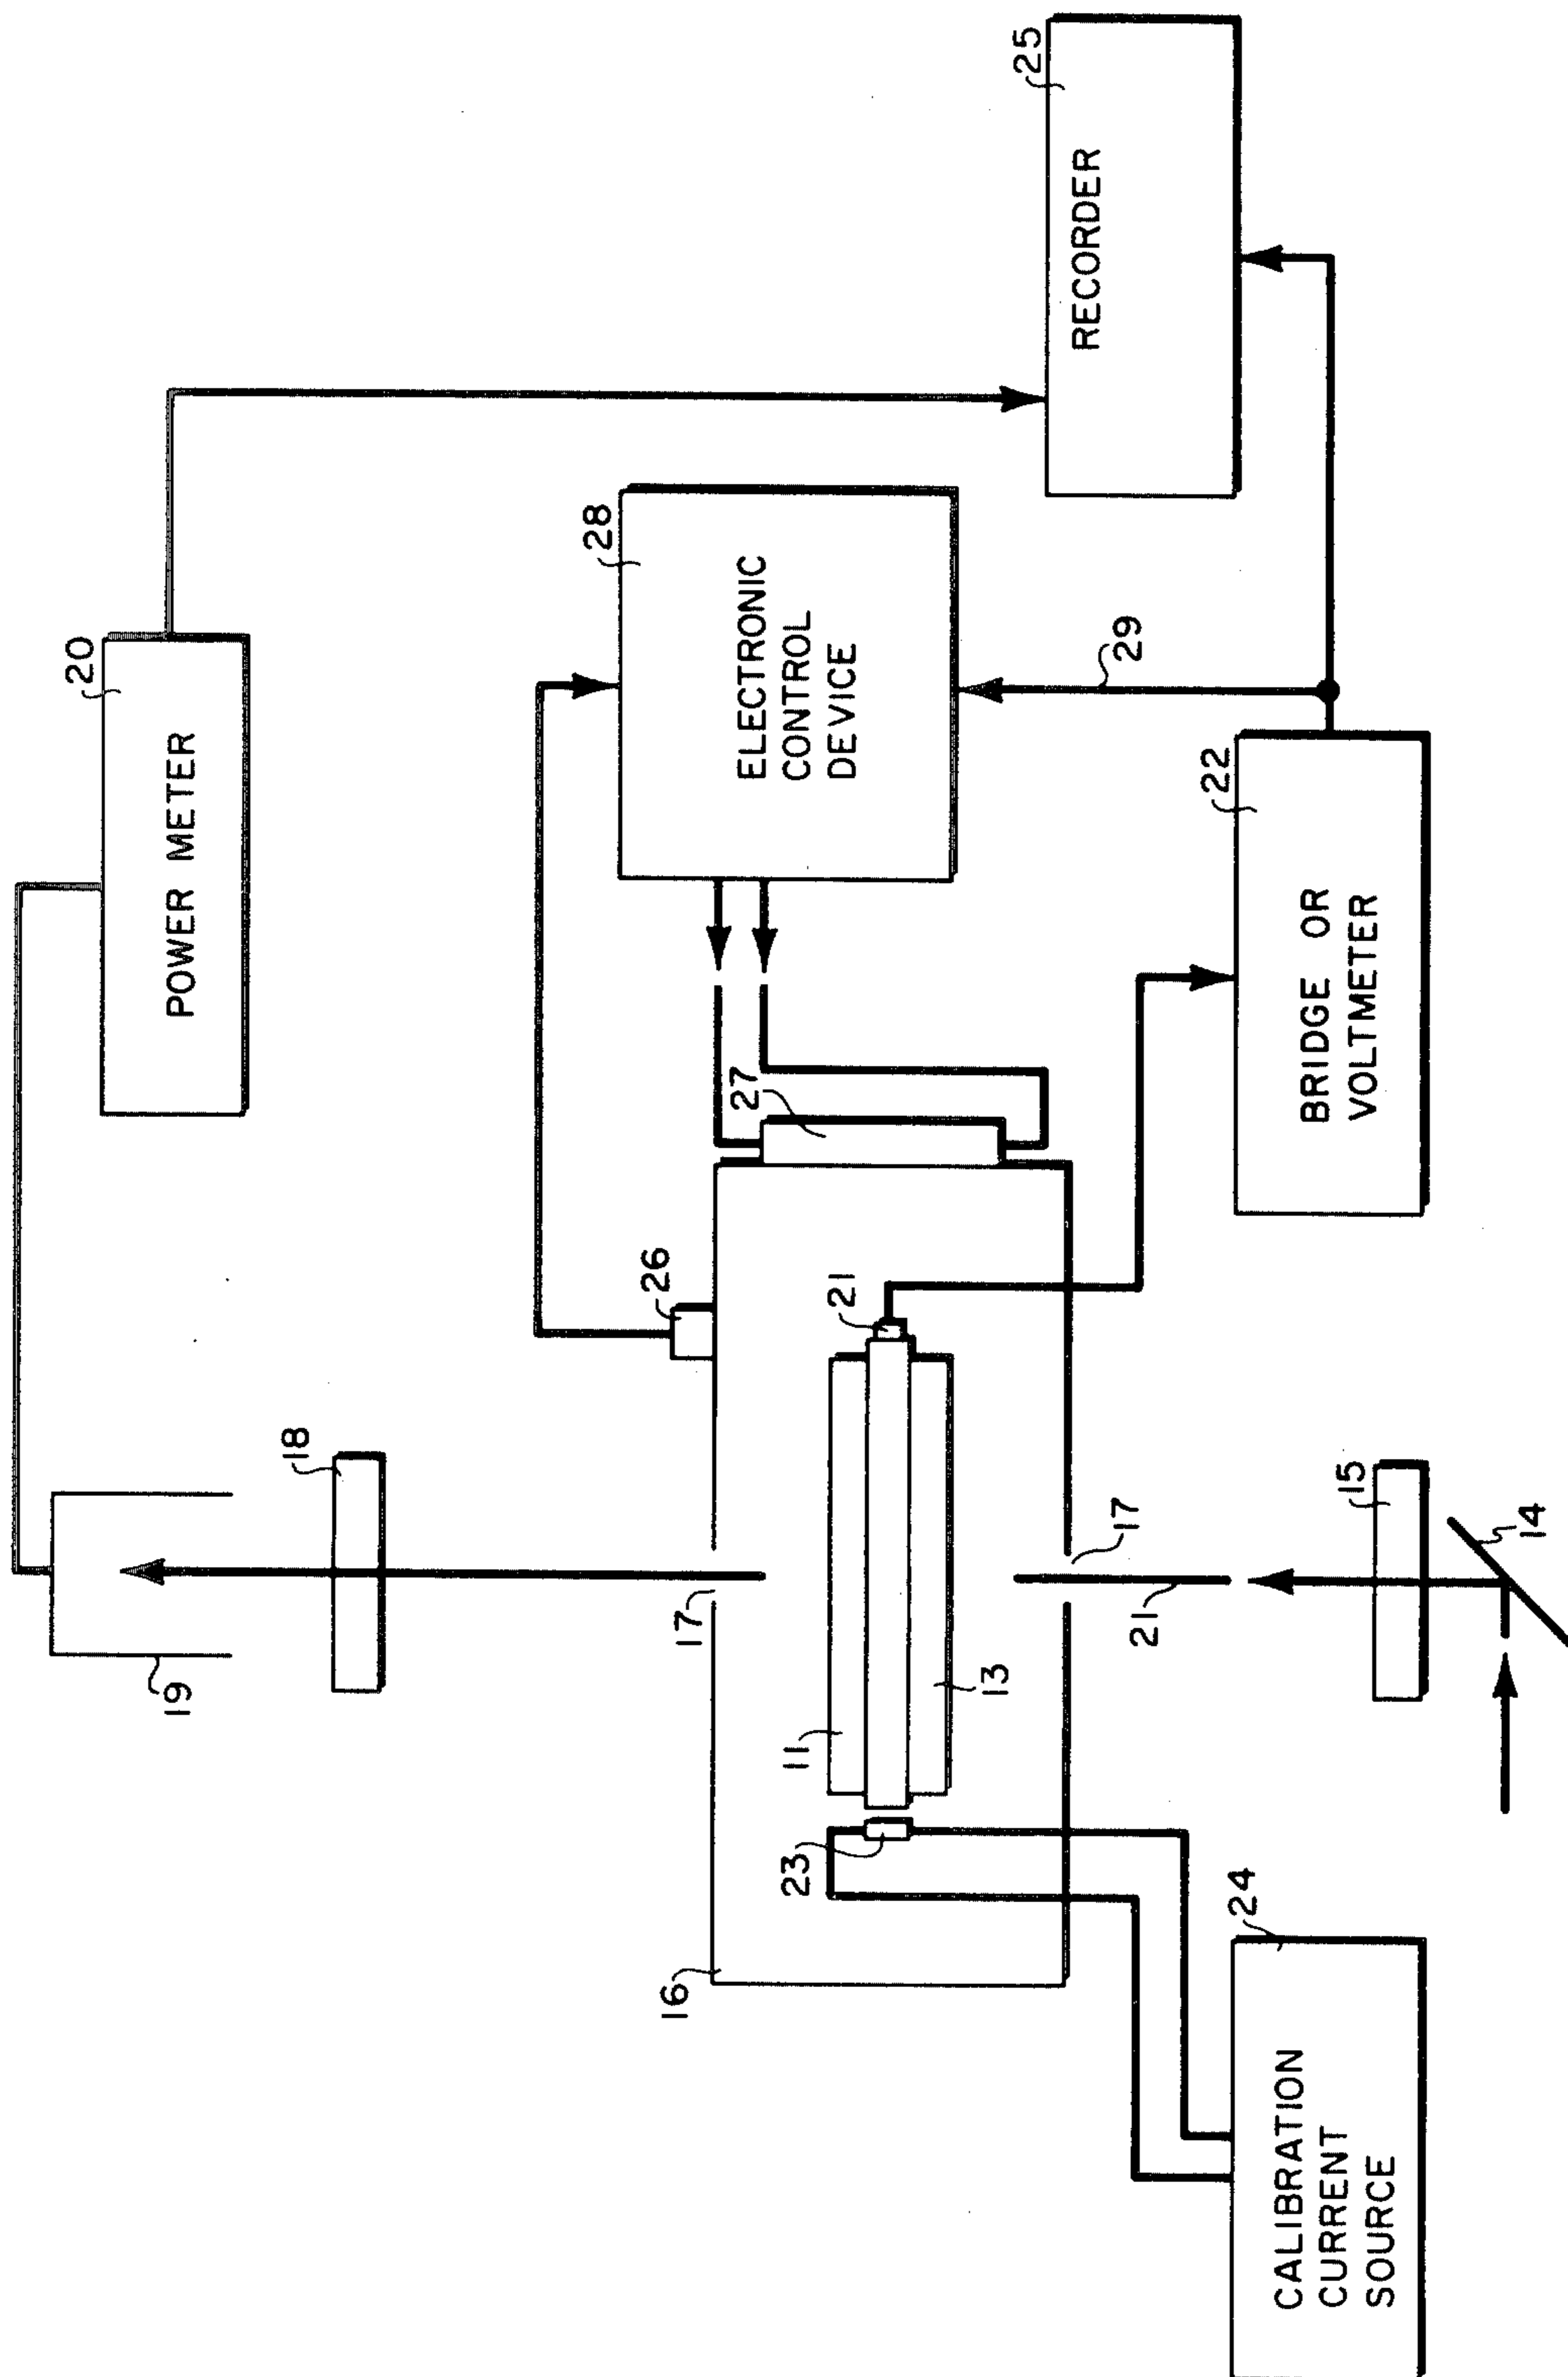 20
POWER METER
25
RECORDER
28
ELECTRONIC
CONTROL
DEVICE
29
22
BRIDGE OR
VOLTMETER
27
26
21
18
19
17
17
15
14
21
11
13
23
16
24
CALIBRATION
CURRENT
SOURCE